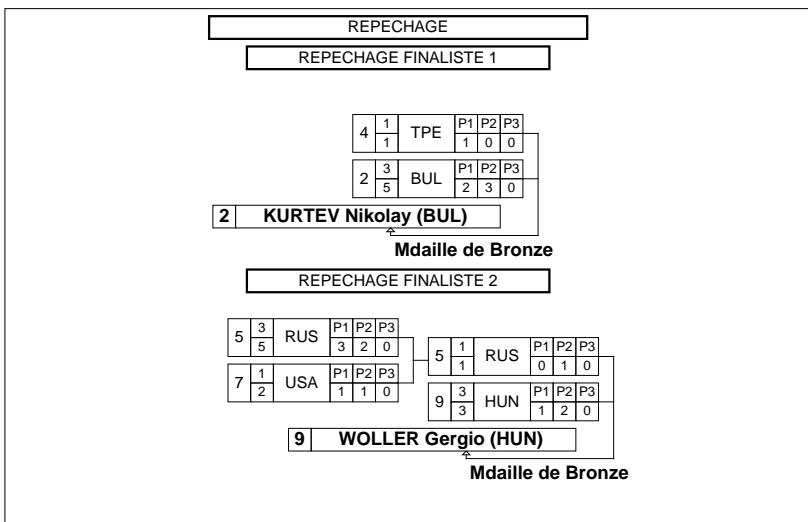 REPECHAGE
REPECHAGE FINALISTE 1
4 1 TPE P1 P2 P3
1 1 0 0
2 3 BUL P1 P2 P3
5 2 3 0
2 KURTEV Nikolay (BUL)
Mdaille de Bronze
REPECHAGE FINALISTE 2
5 3 RUS P1 P2 P3
5 3 2 0
7 1 USA P1 P2 P3
2 1 1 0
5 1 RUS P1 P2 P3
1 0 1 0
9 3 HUN P1 P2 P3
3 1 2 0
9 WOLLER Gergio (HUN)
Mdaille de Bronze